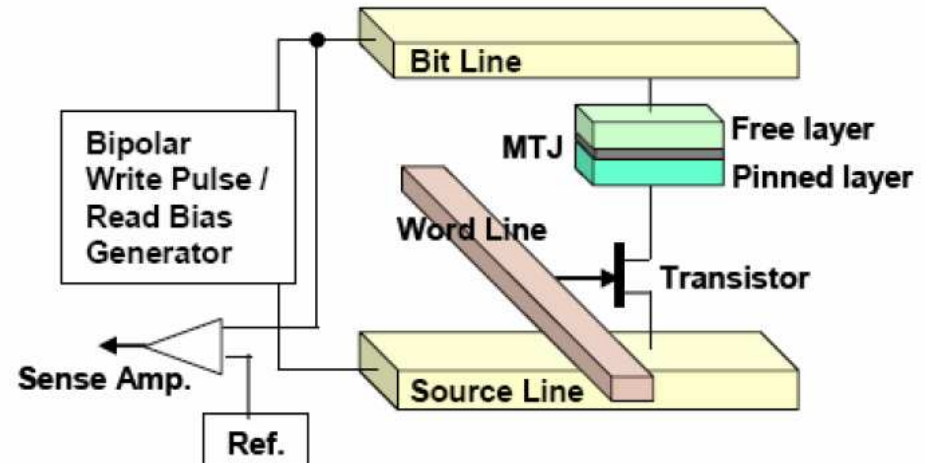 Bit Line
Bipolar
Write Pulse /
Read Bias
Generator
MTJ
Free layer
Pinned layer
Word Line
Transistor
Sense Amp.
Source Line
Ref.